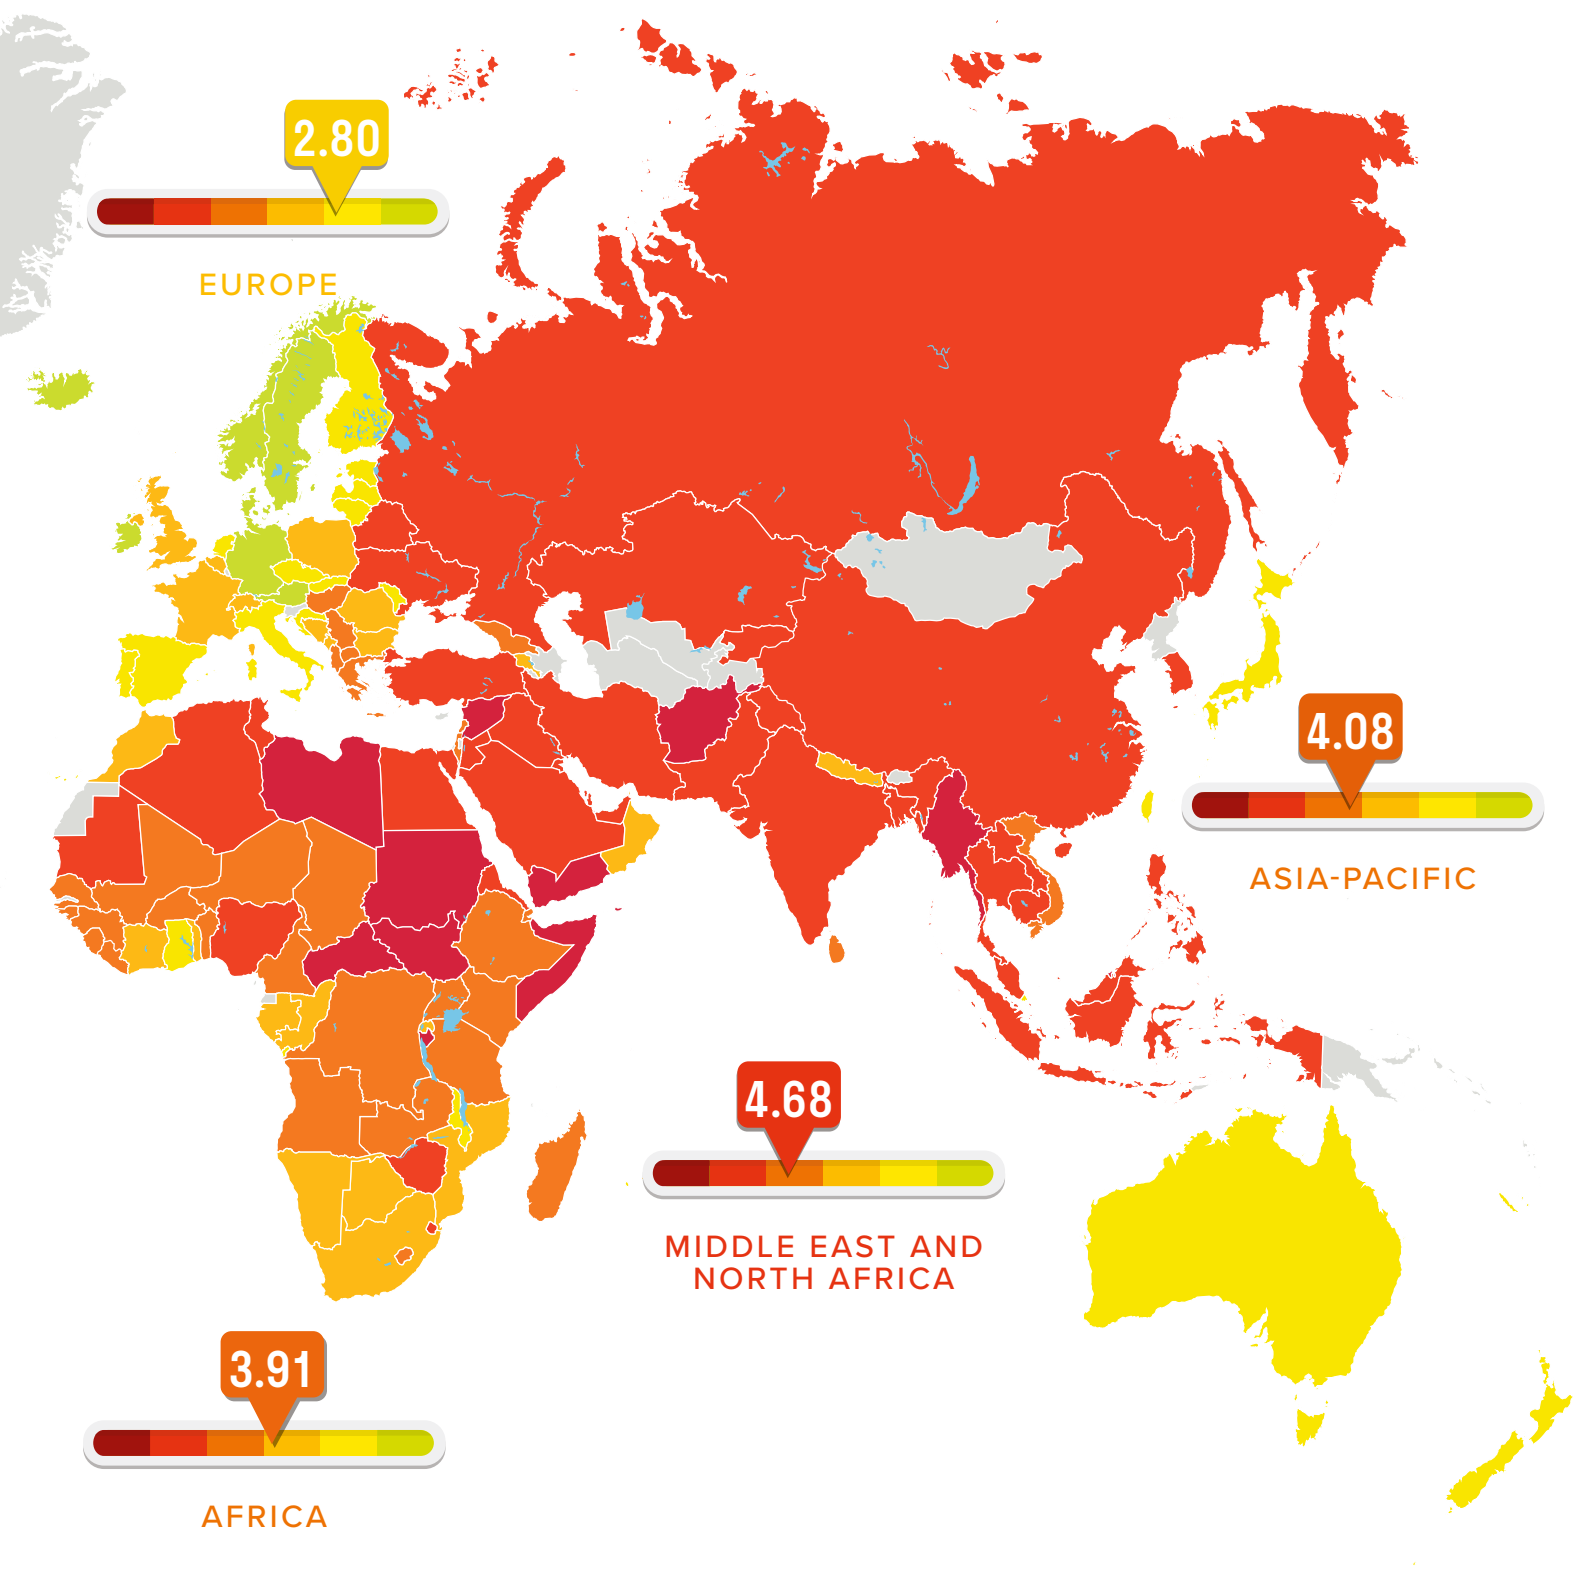 2.80
EUROPE
4.08
ASIA-PACIFIC
4.68
MIDDLE EAST AND
NORTH AFRICA
3.91
AFRICA